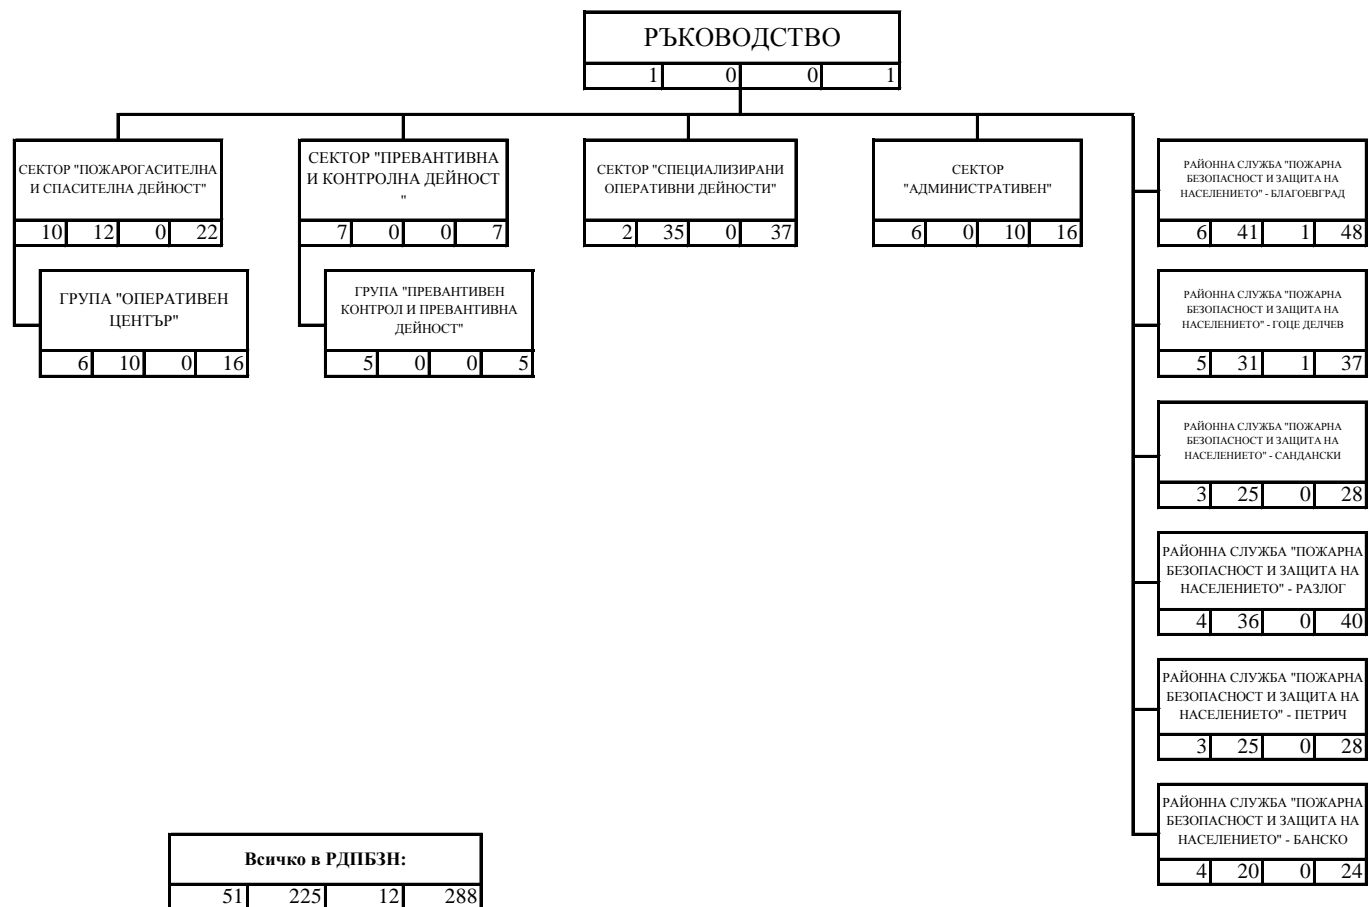 РЪКОВОДСТВО
1 0 0 1
СЕКТОР "ПОЖАРОГАСИТЕЛНА
И СПАСИТЕЛНА ДЕЙНОСТ"
10 12 0 22
ГРУПА "ОПЕРАТИВЕН
ЦЕНТЪР"
6 10 0 16
СЕКТОР "ПРЕВАНТИВНА
И КОНТРОЛНА ДЕЙНОСТ
"
7 0 0 7
ГРУПА "ПРЕВАНТИВЕН
КОНТРОЛ И ПРЕВАНТИВНА
ДЕЙНОСТ"
5 0 0 5
СЕКТОР "СПЕЦИАЛИЗИРАНИ
ОПЕРАТИВНИ ДЕЙНОСТИ"
2 35 0 37
СЕКТОР
"АДМИНИСТРАТИВЕН"
6 0 10 16
РАЙОННА СЛУЖБА "ПОЖАРНА
БЕЗОПАСНОСТ И ЗАЩИТА НА
НАСЕЛЕНИЕТО" - БЛАГОЕВГРАД
6 41 1 48
РАЙОННА СЛУЖБА "ПОЖАРНА
БЕЗОПАСНОСТ И ЗАЩИТА НА
НАСЕЛЕНИЕТО" - ГОЦЕ ДЕЛЧЕВ
5 31 1 37
РАЙОННА СЛУЖБА "ПОЖАРНА
БЕЗОПАСНОСТ И ЗАЩИТА НА
НАСЕЛЕНИЕТО" - САНДАНСКИ
3 25 0 28
РАЙОННА СЛУЖБА "ПОЖАРНА
БЕЗОПАСНОСТ И ЗАЩИТА НА
НАСЕЛЕНИЕТО" - РАЗЛОГ
4 36 0 40
РАЙОННА СЛУЖБА "ПОЖАРНА
БЕЗОПАСНОСТ И ЗАЩИТА НА
НАСЕЛЕНИЕТО" - ПЕТРИЧ
3 25 0 28
РАЙОННА СЛУЖБА "ПОЖАРНА
БЕЗОПАСНОСТ И ЗАЩИТА НА
НАСЕЛЕНИЕТО" - БАНСКО
4 20 0 24
Всичко в РДПБЗН:
51 225 12 288